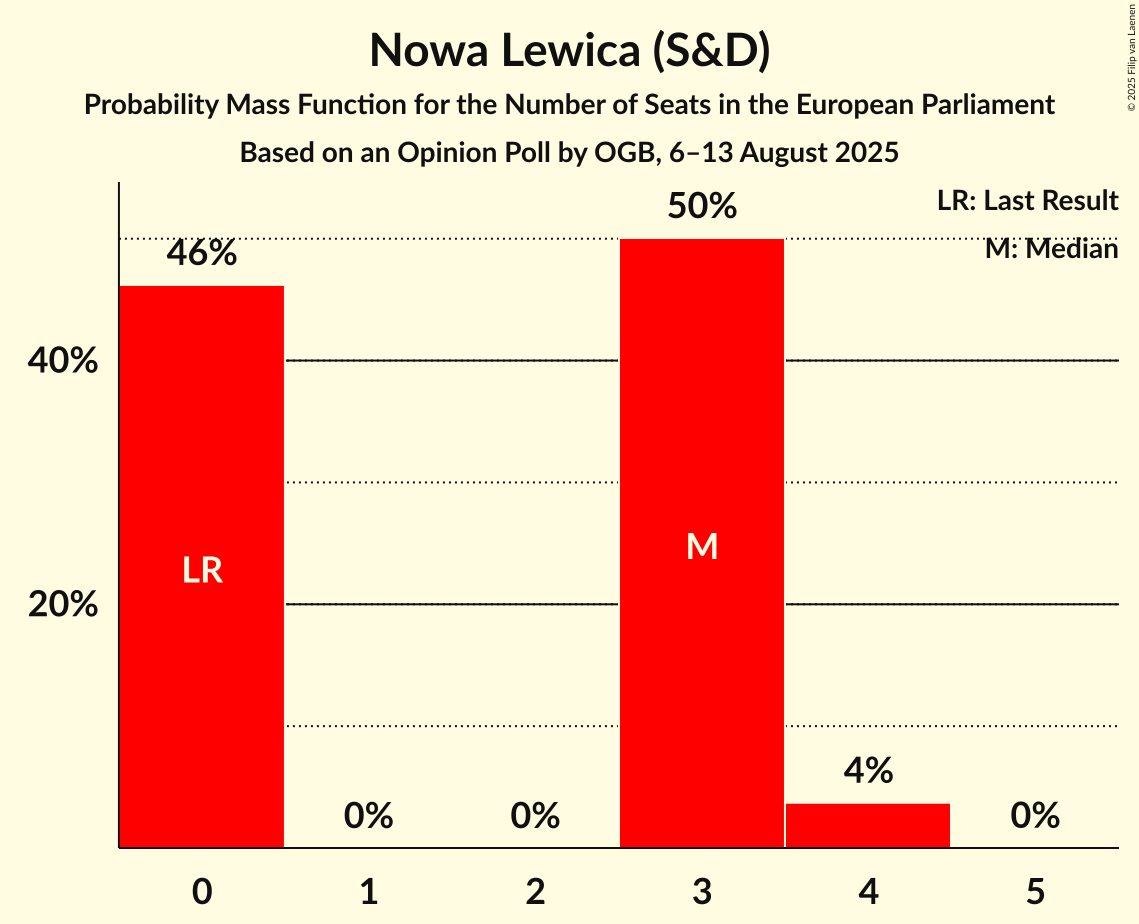 Nowa Lewica (S&D)
Probability Mass Function for the Number of Seats in the European Parliament
Based on an Opinion Poll by OGB, 6–13 August 2025
© 2025 Filip van Laenen
LR: Last Result
M: Median
50%
46%
40%
20%
LR
M
0%
0%
4%
0%
0
1
2
3
4
5